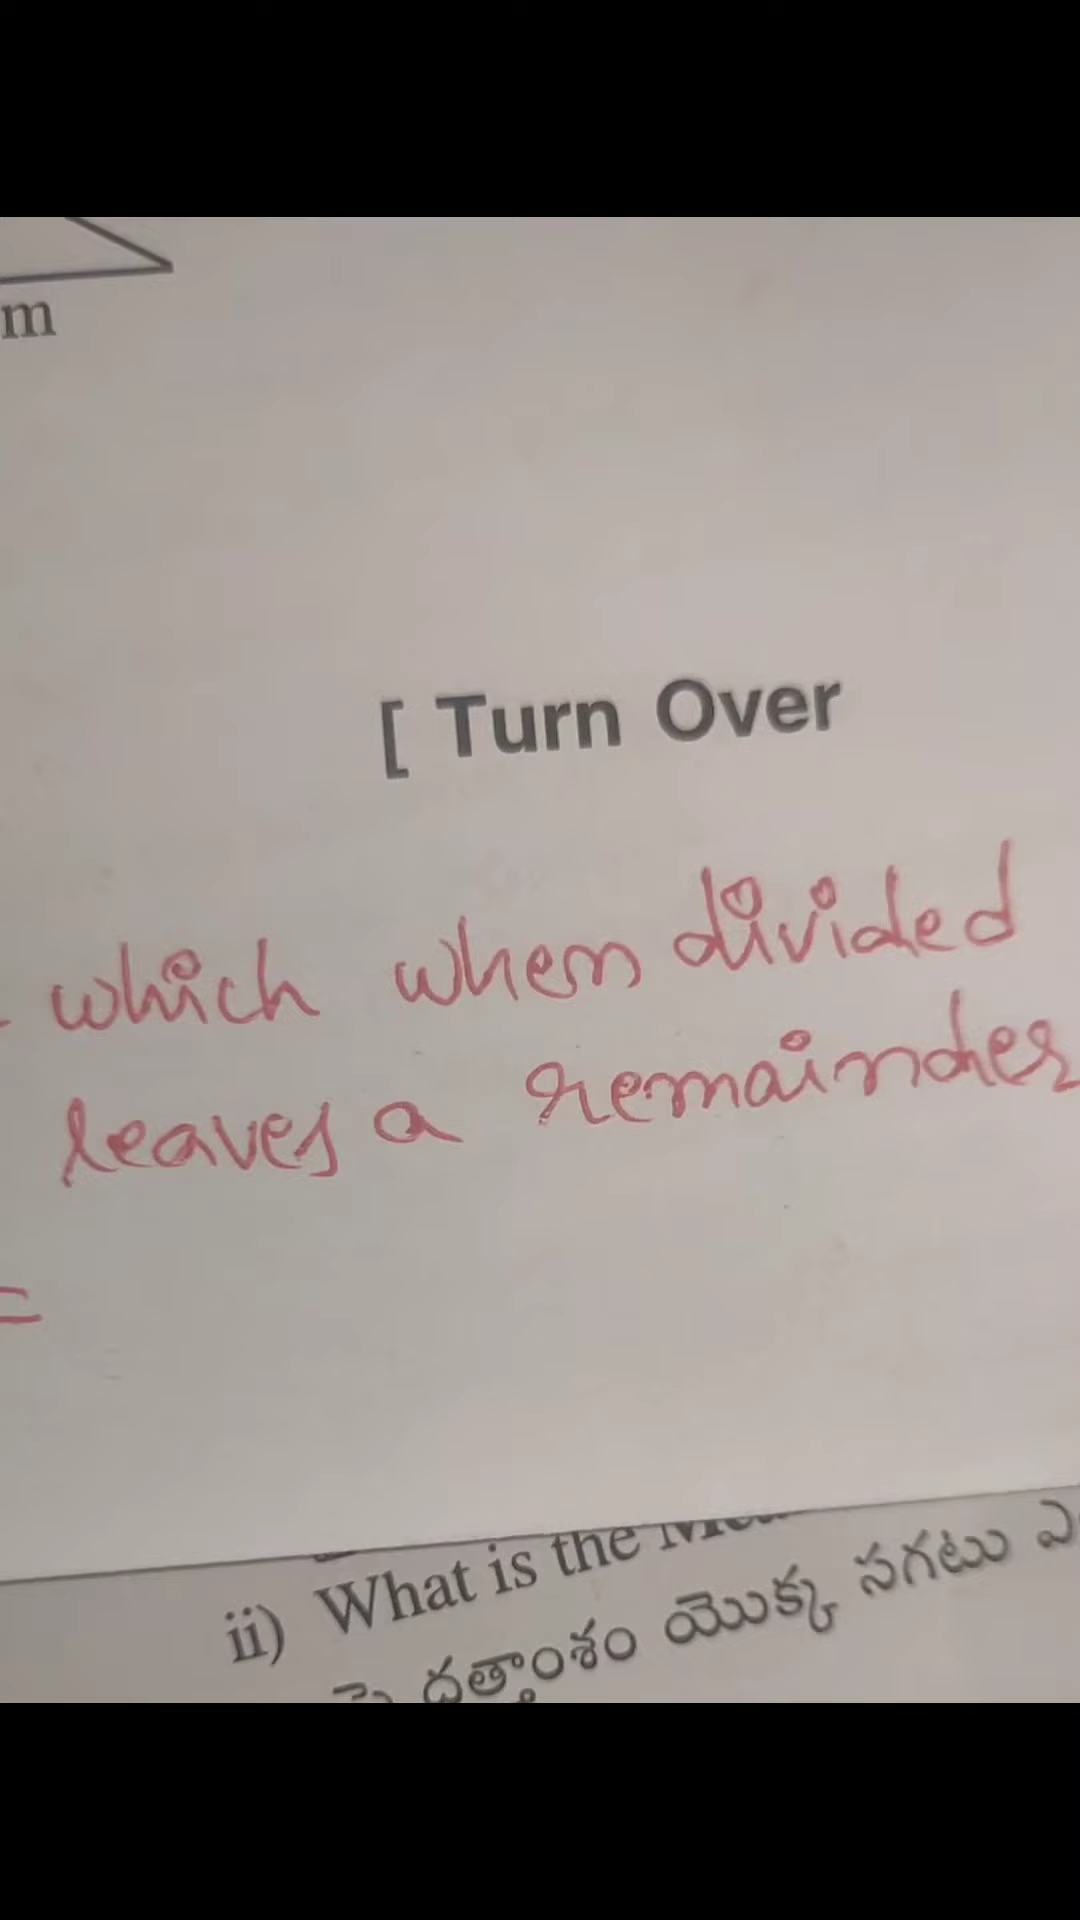 m
[ Turn Over
which when divided
leaves a remainder
=
ii) What is the
దత్తాంశం యొక్క సగటు